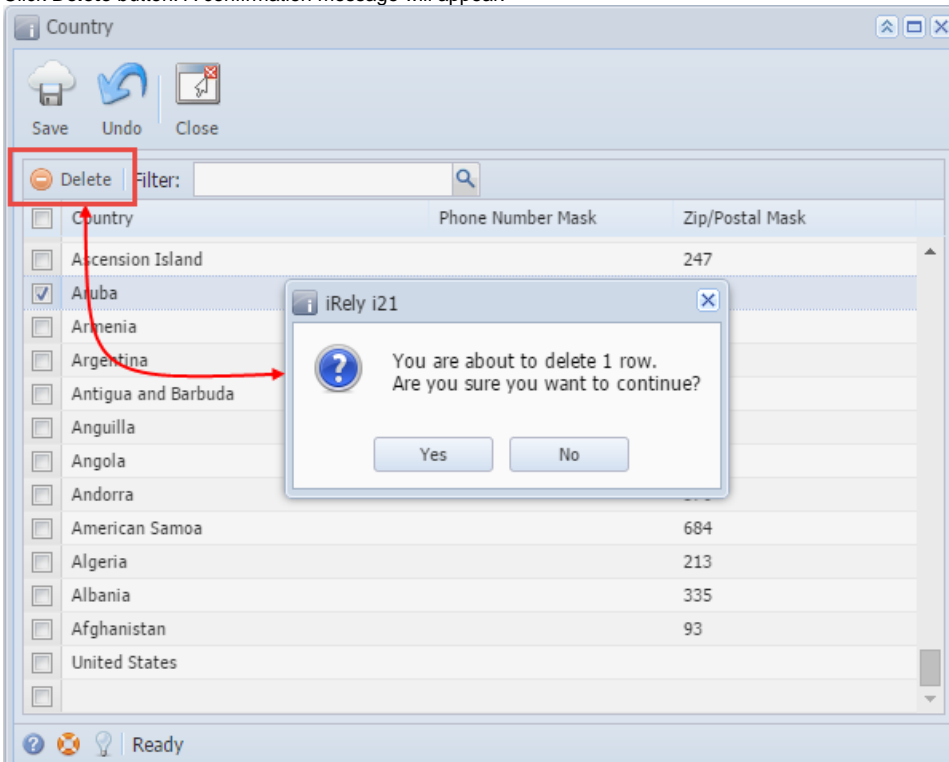 Country
Save Undo Close
Delete Filter:
Country Phone Number Mask Zip/Postal Mask
Ascension Island 247
Aruba
Armenia
Argentina
Antigua and Barbuda
Anguilla
Angola
Andorra
American Samoa 684
Algeria 213
Albania 335
Afghanistan 93
United States
iRely i21
You are about to delete 1 row.
Are you sure you want to continue?
Yes No
Ready